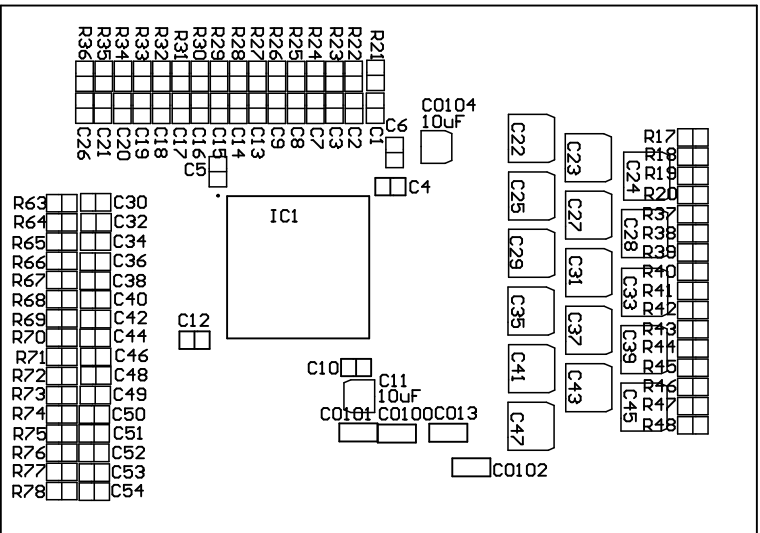 R36
R35
R34
R33
R32
R31
R30
R29
R28
R27
R26
R25
R24
R23
R22
R21
C26
C21
C20
C19
C18
C17
C16
C15
C14
C13
C9
C8
C7
C3
C2
C1
C6
C0104
10uF
C5
C4
IC1
C12
C10
C11
10uF
C0101
C0100
C013
C0102
R63
C30
R64
C32
R65
C34
R66
C36
R67
C38
R68
C40
R69
C42
R70
C44
R71
C46
R72
C48
R73
C49
R74
C50
R75
C51
R76
C52
R77
C53
R78
C54
C22
C25
C29
C35
C41
C47
C23
C27
C31
C37
C43
C24
C28
C33
C39
C45
R17
R18
R19
R20
R37
R38
R39
R40
R41
R42
R43
R44
R45
R46
R47
R48